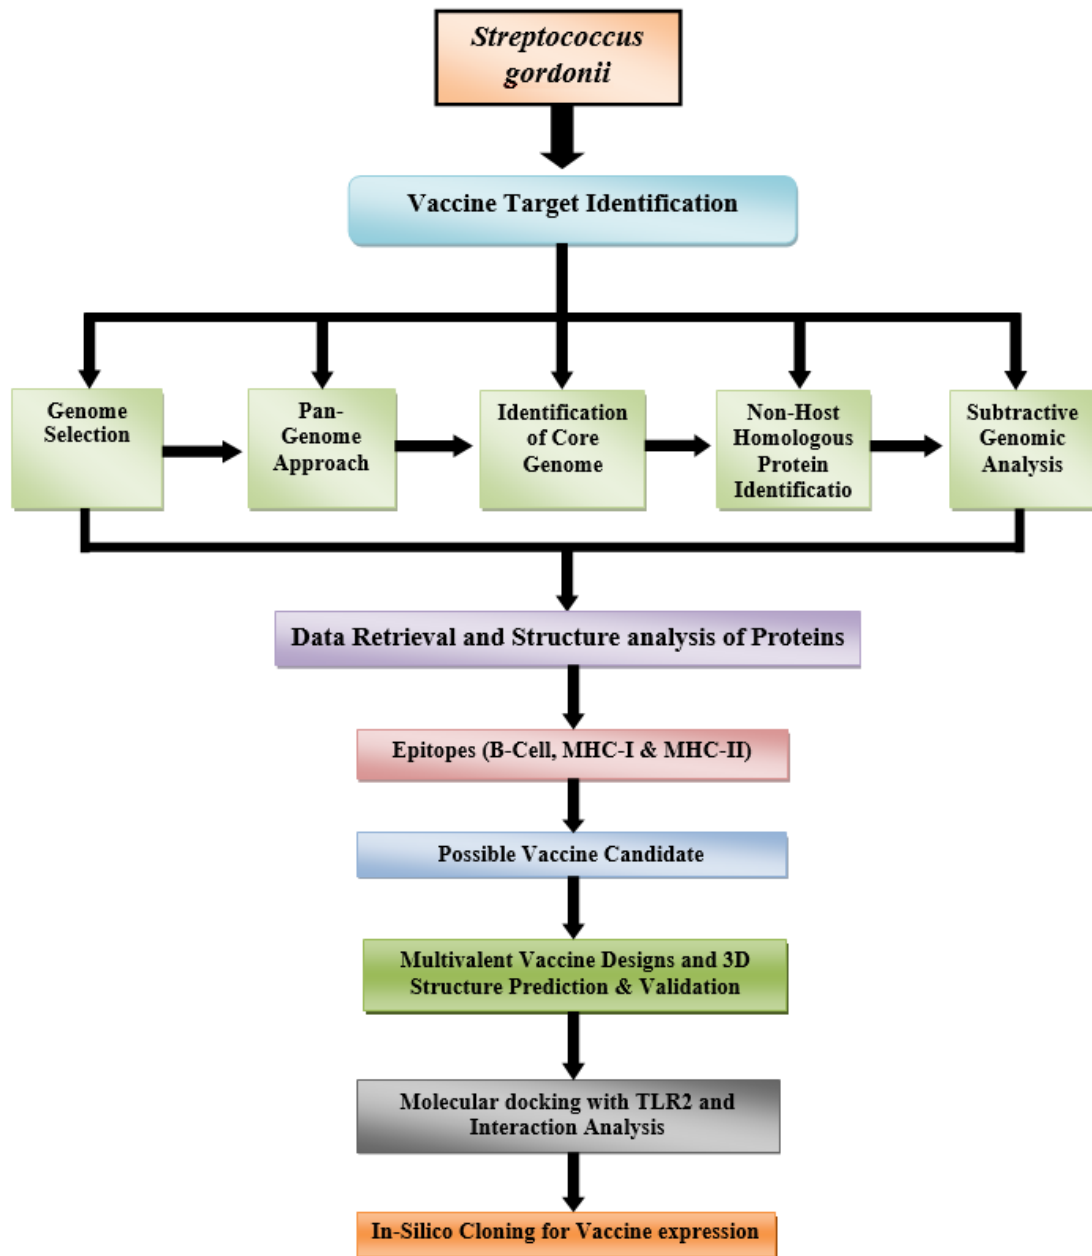 Streptococcus
gordonii
Vaccine Target Identification
Genome
Selection
Pan-
Genome
Approach
Identification
of Core
Genome
Non-Host
Homologous
Protein
Identificatio
Subtractive
Genomic
Analysis
Data Retrieval and Structure analysis of Proteins
Epitopes (B-Cell, MHC-I & MHC-II)
Possible Vaccine Candidate
Multivalent Vaccine Designs and 3D
Structure Prediction & Validation
Molecular docking with TLR2 and
Interaction Analysis
In-Silico Cloning for Vaccine expression